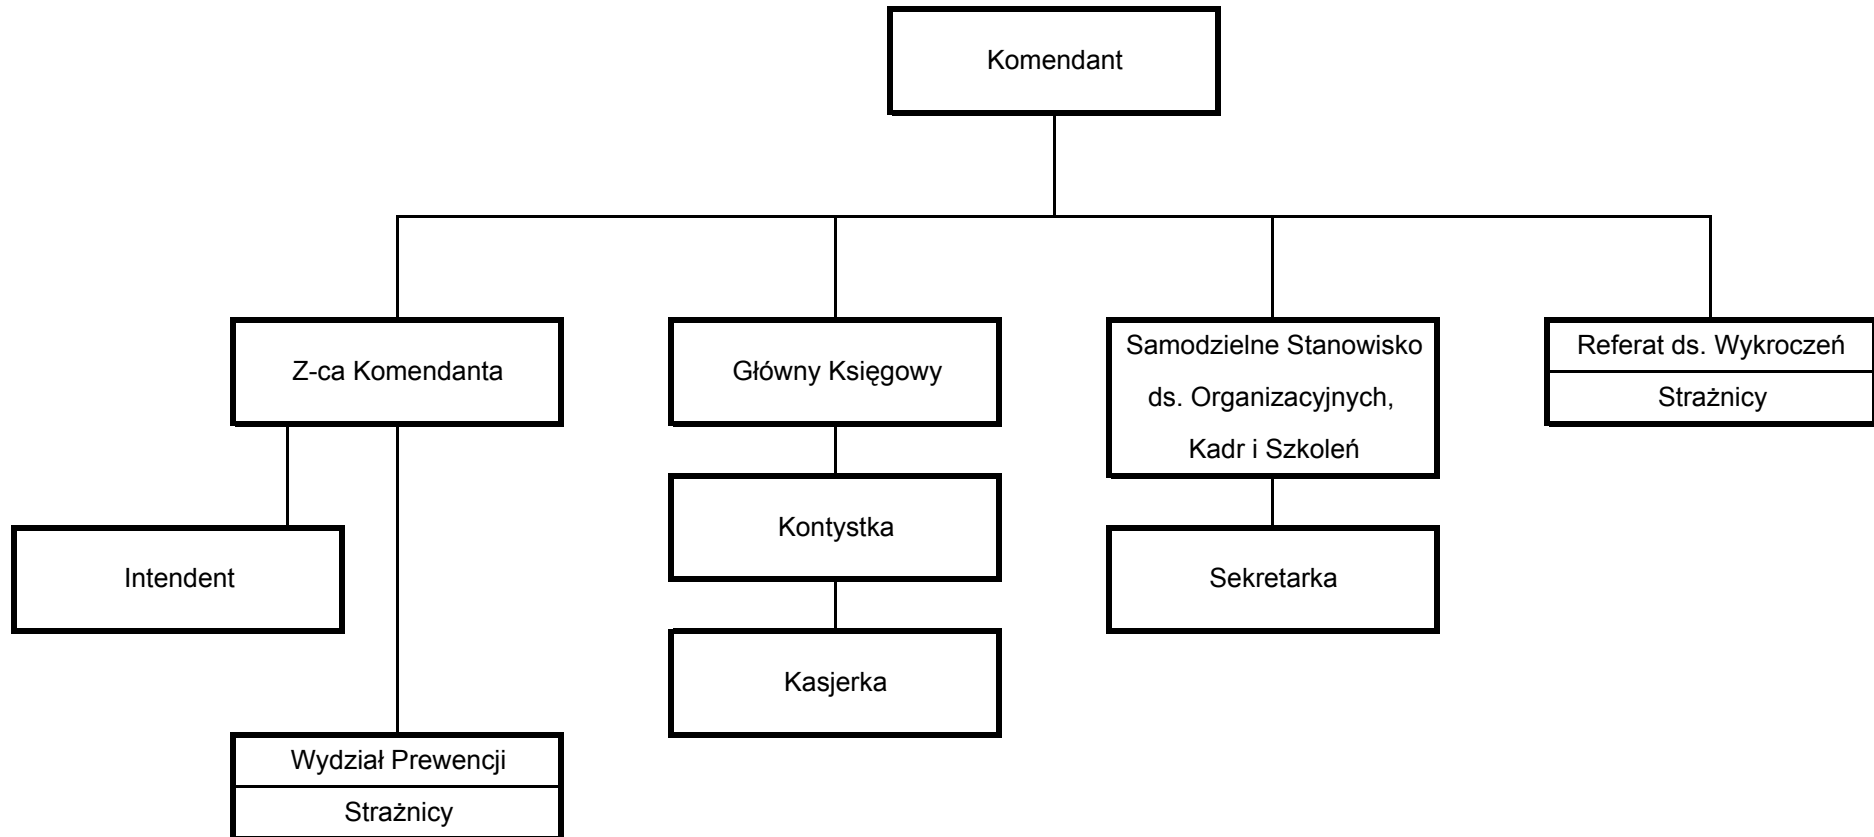 Komendant
Z-ca Komendanta
Główny Księgowy
Samodzielne Stanowisko
ds. Organizacyjnych,
Kadr i Szkoleń
Referat ds. Wykroczeń
Strażnicy
Kontystka
Intendent
Sekretarka
Kasjerka
Wydział Prewencji
Strażnicy